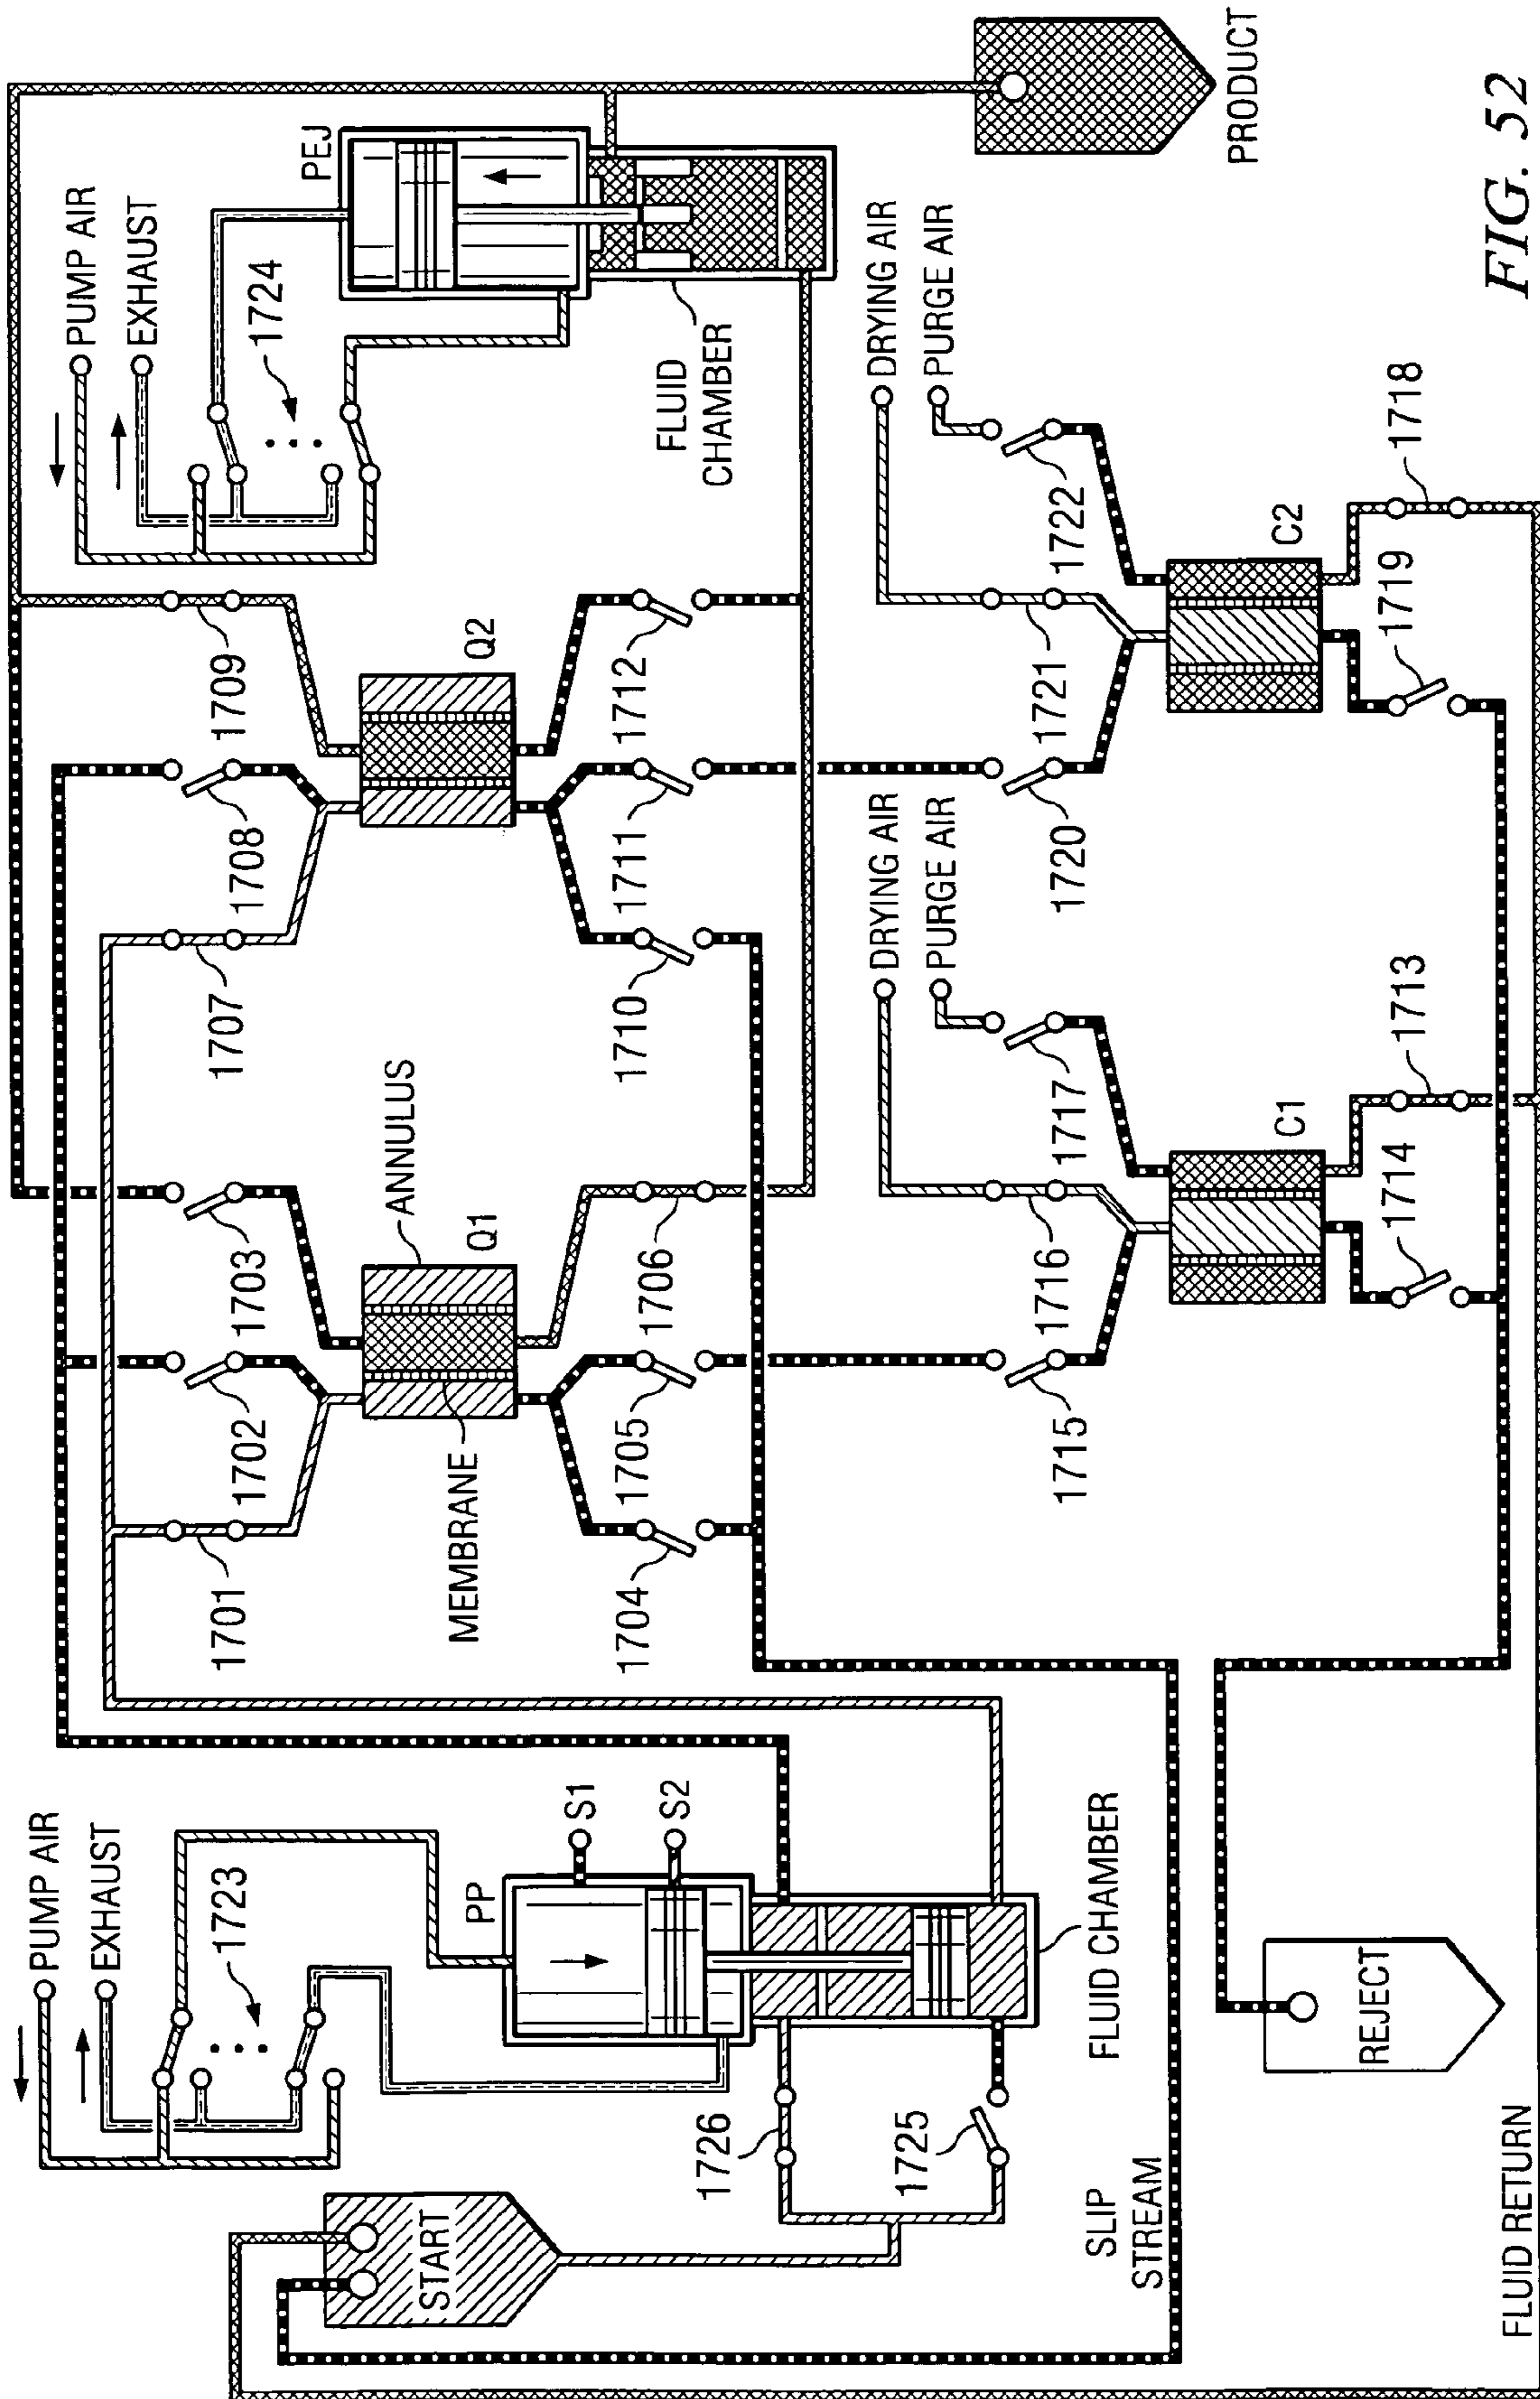 PUMP AIR
EXHAUST
1723
START
1726
1725
PP
S1
S2
FLUID CHAMBER
SLIP
STREAM
REJECT
FLUID RETURN
1701
1702
1703
MEMBRANE
ANNULUS
Q1
1704
1705
1706
1707
1708
1709
Q2
1710
1711
1712
PUMP AIR
EXHAUST
1724
PEJ
FLUID
CHAMBER
PRODUCT
DRYING AIR
PURGE AIR
1715
1716
1717
C1
1714
1713
DRYING AIR
PURGE AIR
1720
1721
1722
C2
1719
1718
FIG. 52